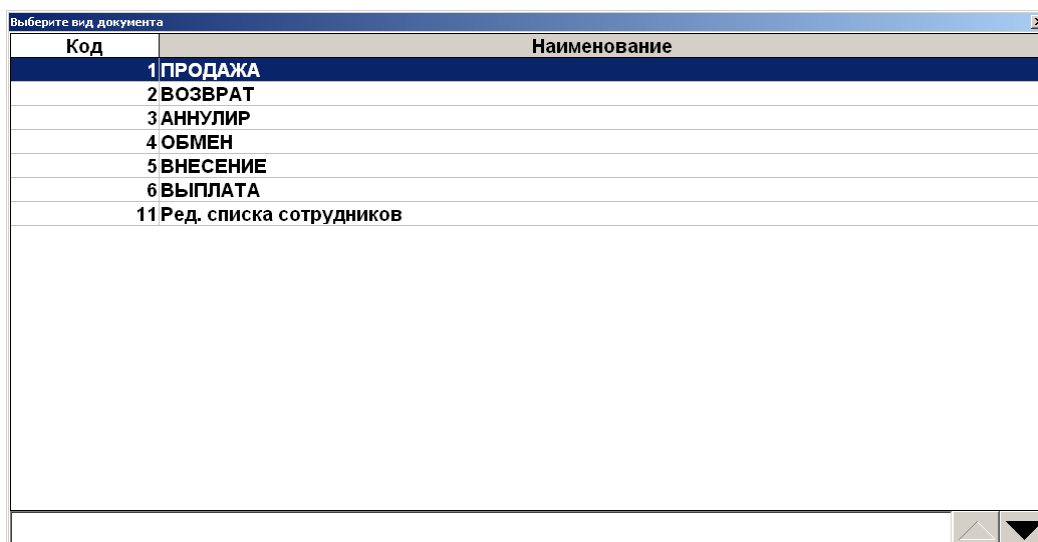 Выберите вид документа
Код Наименование
1 ПРОДАЖА
2 ВОЗВРАТ
3 АННУЛИР
4 ОБМЕН
5 ВНЕСЕНИЕ
6 ВЫПЛАТА
11 Ред. списка сотрудников